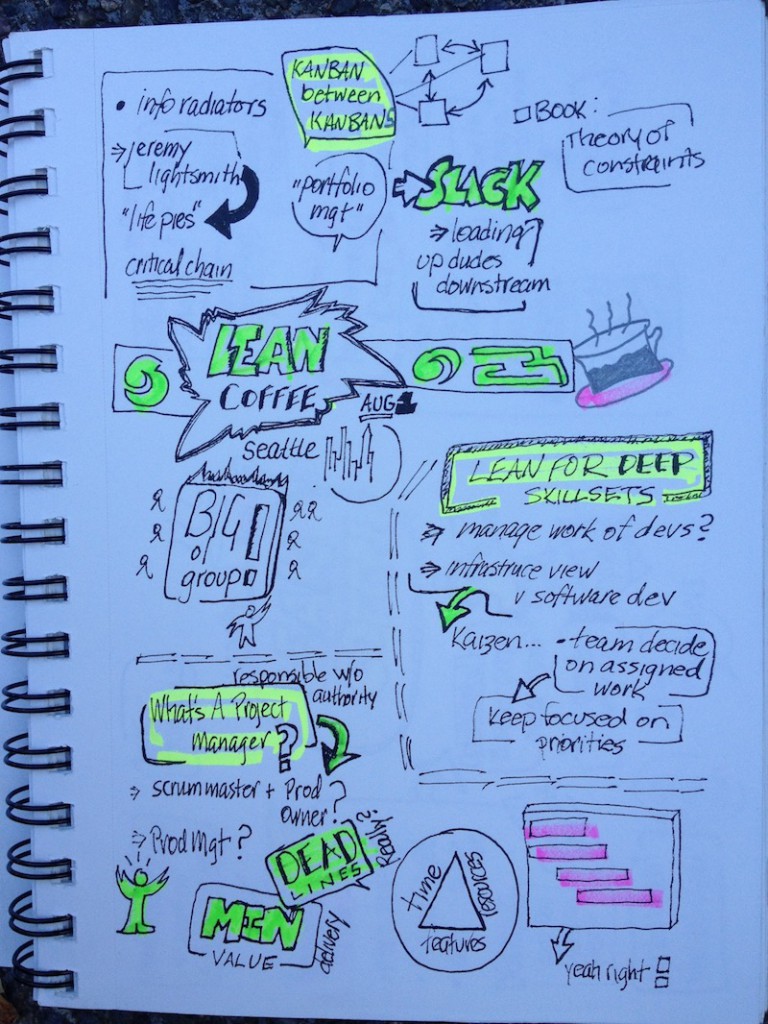 • info radiators
⇒ Jeremy
Lightsmith
"life pies"
critical chain
KANBAN
between
KANBANS
"portfolio
mgt"
⇒ SLACK
⇒ loading
up dudes
downstream
□ BOOK:
Theory of
constraints
LEAN
COFFEE
AUG 1
Seattle
BIG
ol
group
LEAN FOR DEEP
SKILLSETS
⇒ manage work of devs?
⇒ infrastruce view
v software dev
Kaizen... • team decide
on assigned
work
keep focused on
priorities
responsible w/o
authority
What's A Project
manager?
⇒ scrummaster + Prod
owner?
⇒ Prod Mgt?
DEAD
LINES
Really?
MIN
VALUE
delivery
time
resources
features
yeah right